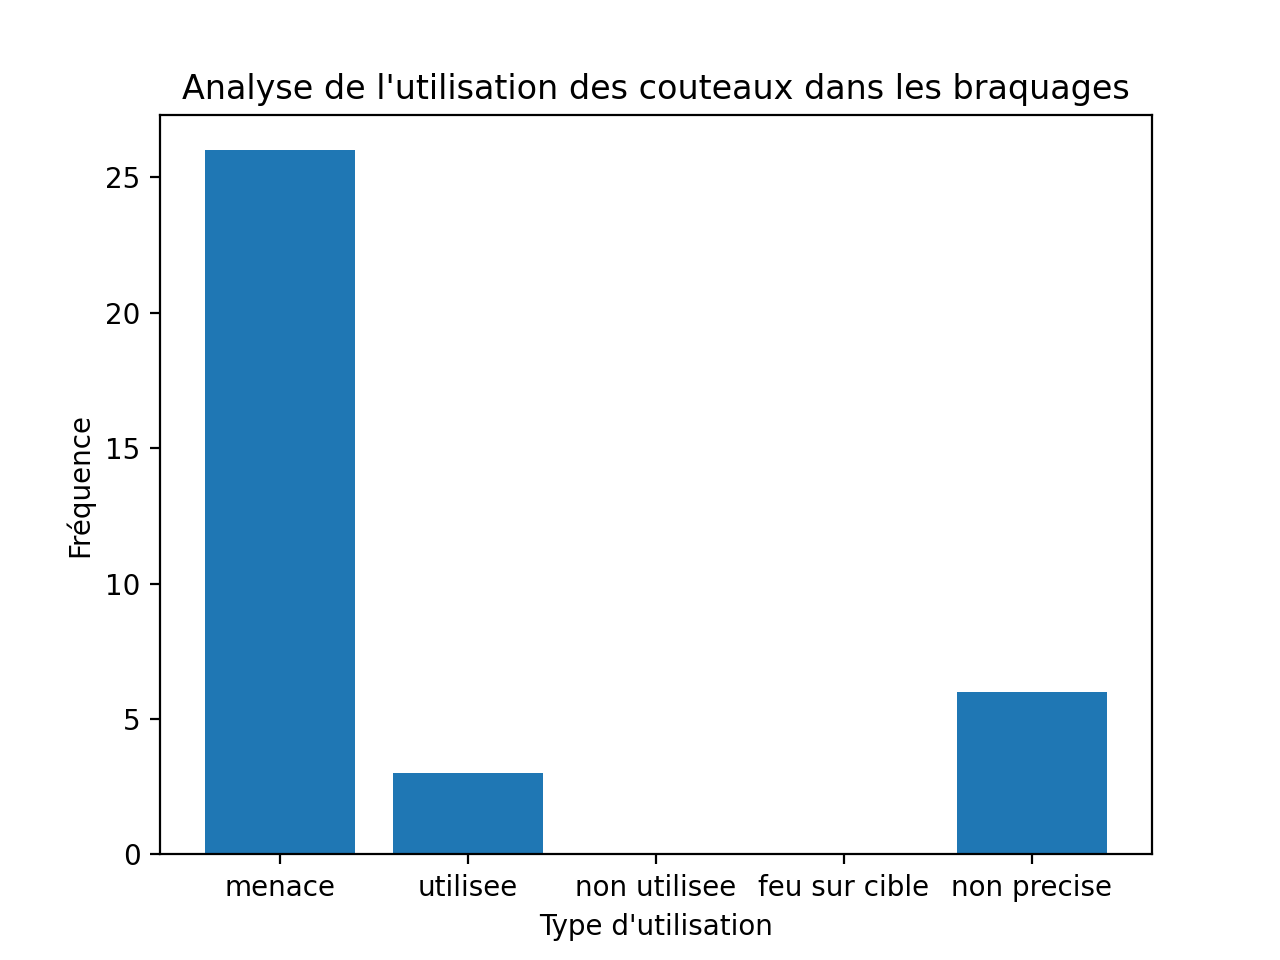 Analyse de l'utilisation des couteaux dans les braquages
25
20
15
10
5
0
Fréquence
menace utilisee non utilisee feu sur cible non precise
Type d'utilisation